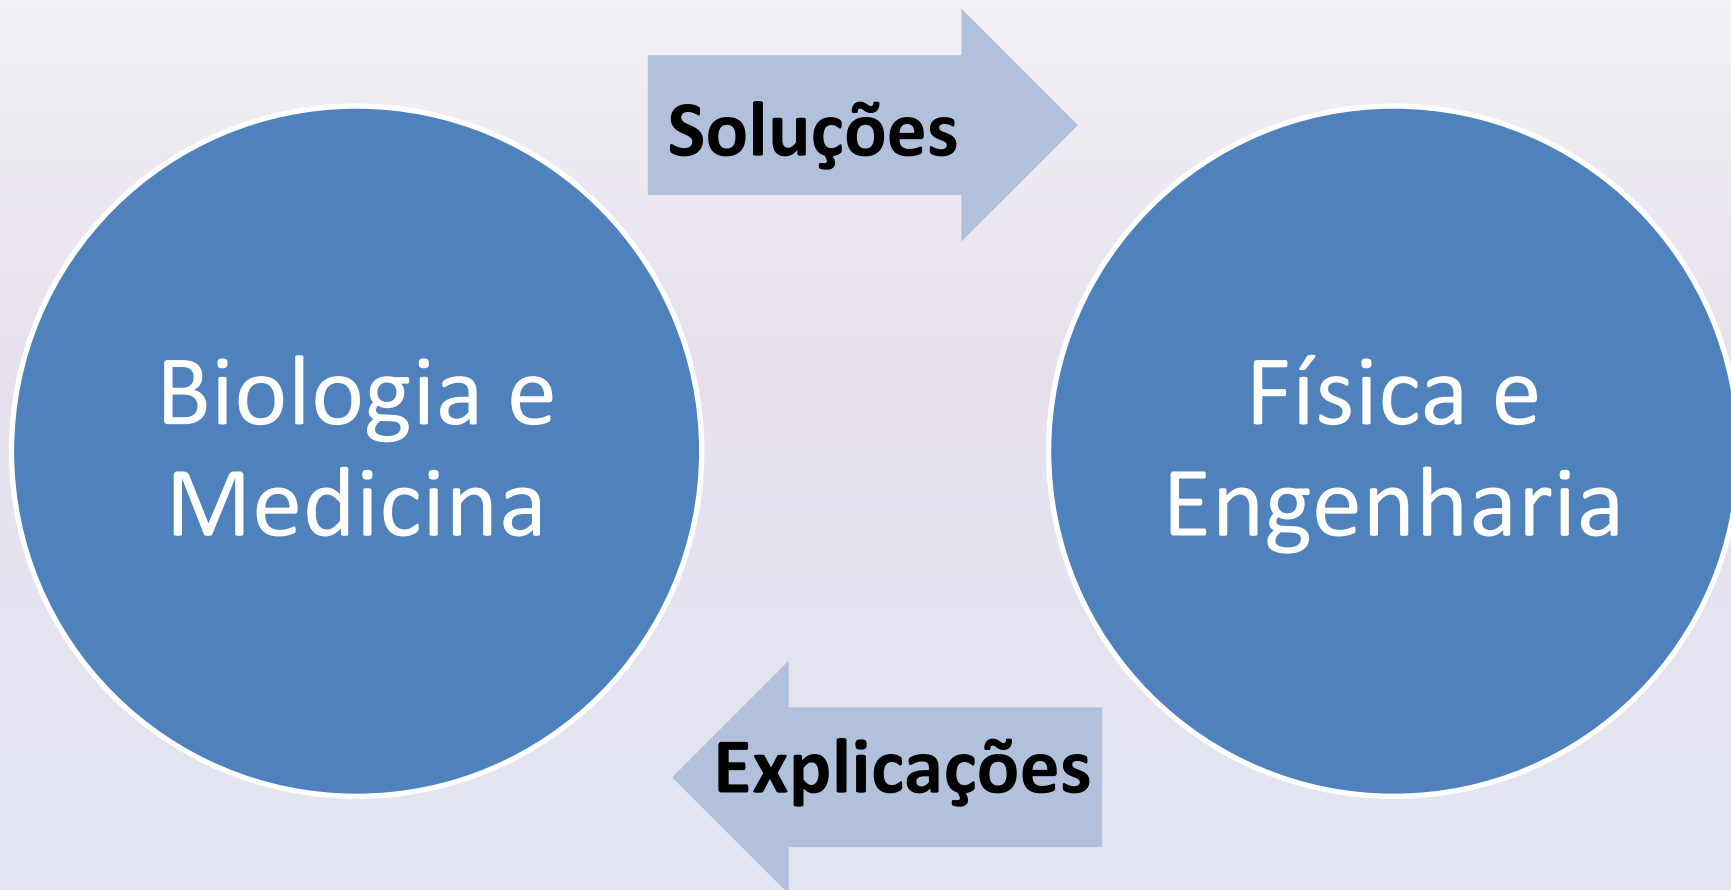 Soluções
Biologia e
Medicina
Física e
Engenharia
Explicações